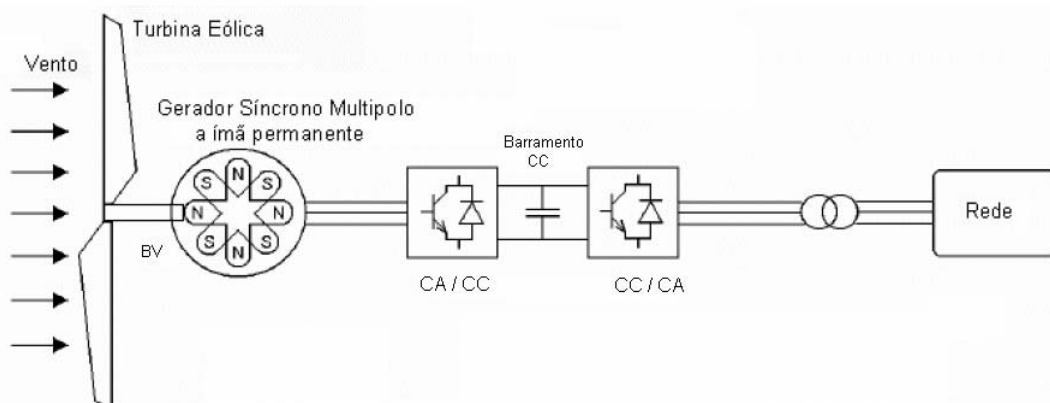 Turbina Eólica
Vento
Gerador Síncrono Multipolo
a ímã permanente
N
S
S
N
N
S
S
N
BV
Barramento
CC
CA / CC
CC / CA
Rede